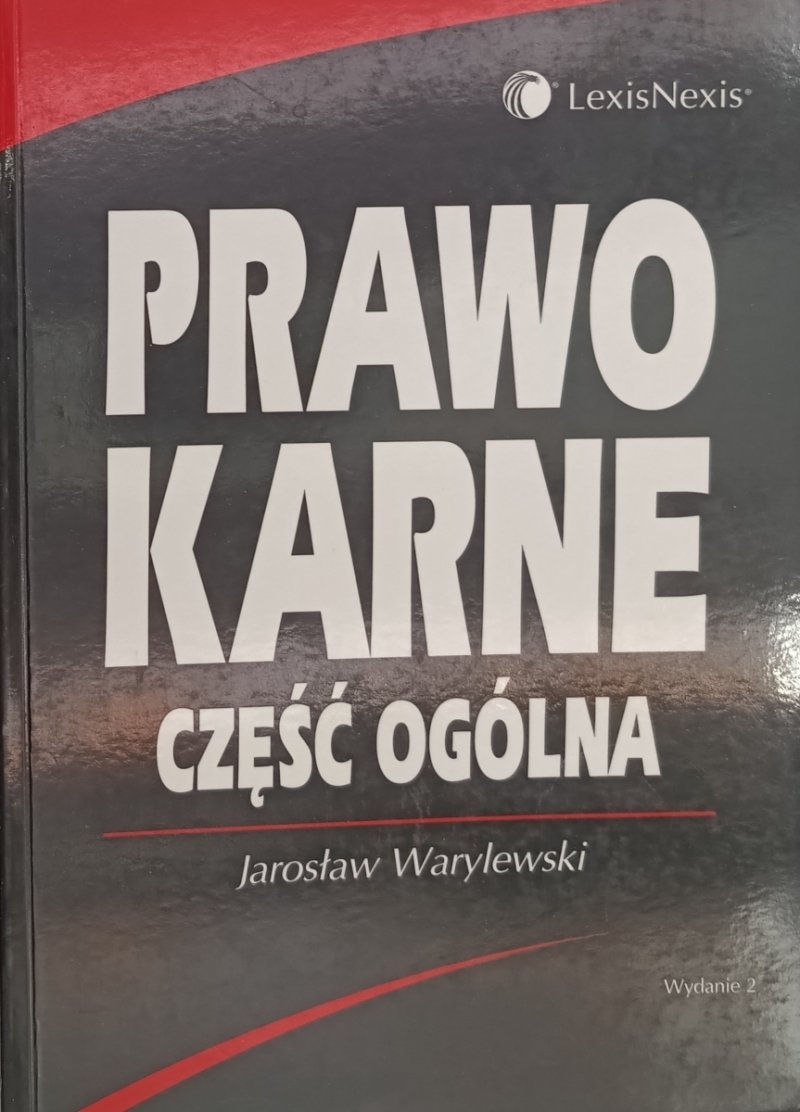 LexisNexis®
PRAWO
KARNE
CZĘŚĆ OGÓLNA
Jarosław Warylewski
Wydanie 2